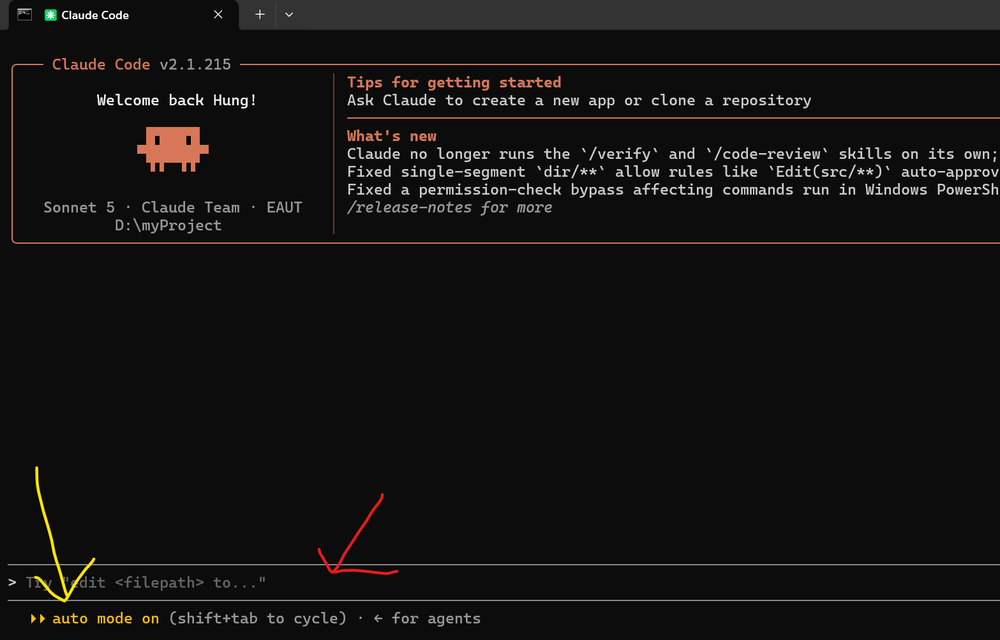 Claude Code
Claude Code v2.1.215
Welcome back Hung!
Sonnet 5 · Claude Team · EAUT
D:\myProject
Tips for getting started
Ask Claude to create a new app or clone a repository
What's new
Claude no longer runs the `/verify` and `/code-review` skills on its own;
Fixed single-segment `dir/**` allow rules like `Edit(src/**)` auto-approv
Fixed a permission-check bypass affecting commands run in Windows PowerSh
/release-notes for more
> Try "edit <filepath> to..."
auto mode on (shift+tab to cycle) · ← for agents